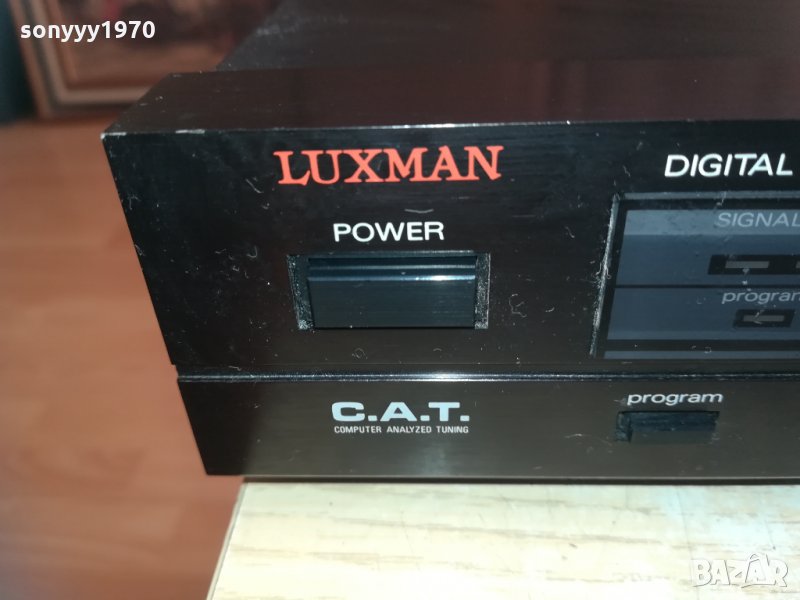 sonyyy1970
LUXMAN
DIGITAL
POWER
SIGNAL
program
C.A.T.
COMPUTER ANALYZED TUNING
program
BAZAR